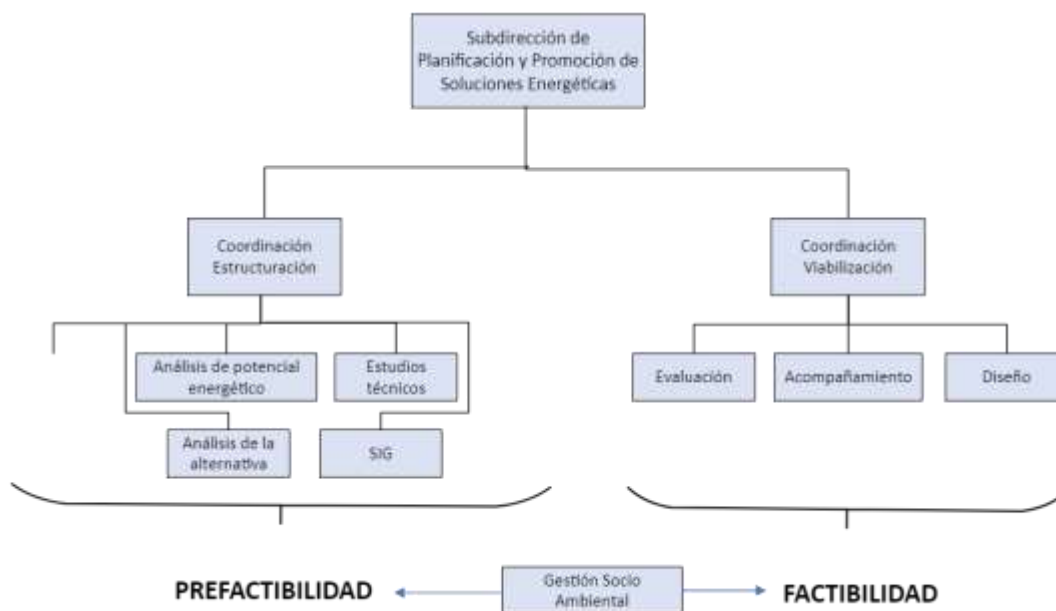 Subdirección de
Planificación y Promoción de
Soluciones Energéticas
Coordinación
Estructuración
Coordinación
Viabilización
Análisis de potencial
energético
Estudios
técnicos
Evaluación
Acompañamiento
Diseño
Análisis de la
alternativa
SIG
PREFACTIBILIDAD
Gestión Socio
Ambiental
FACTIBILIDAD